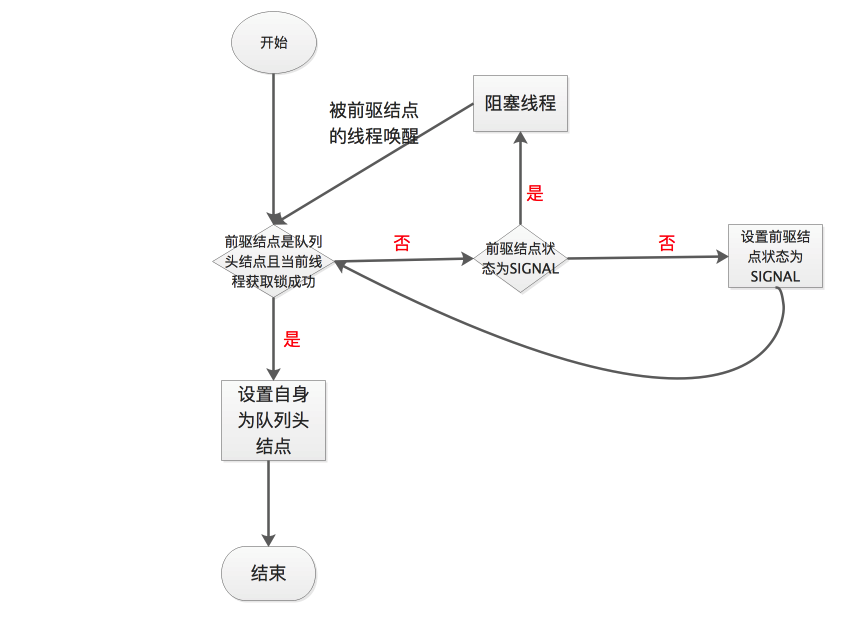 开始
阻塞线程
被前驱结点
的线程唤醒
是
前驱结点是队列
头结点且当前线
程获取锁成功
否
前驱结点状
态为SIGNAL
否
设置前驱结
点状态为
SIGNAL
是
设置自身
为队列头
结点
结束